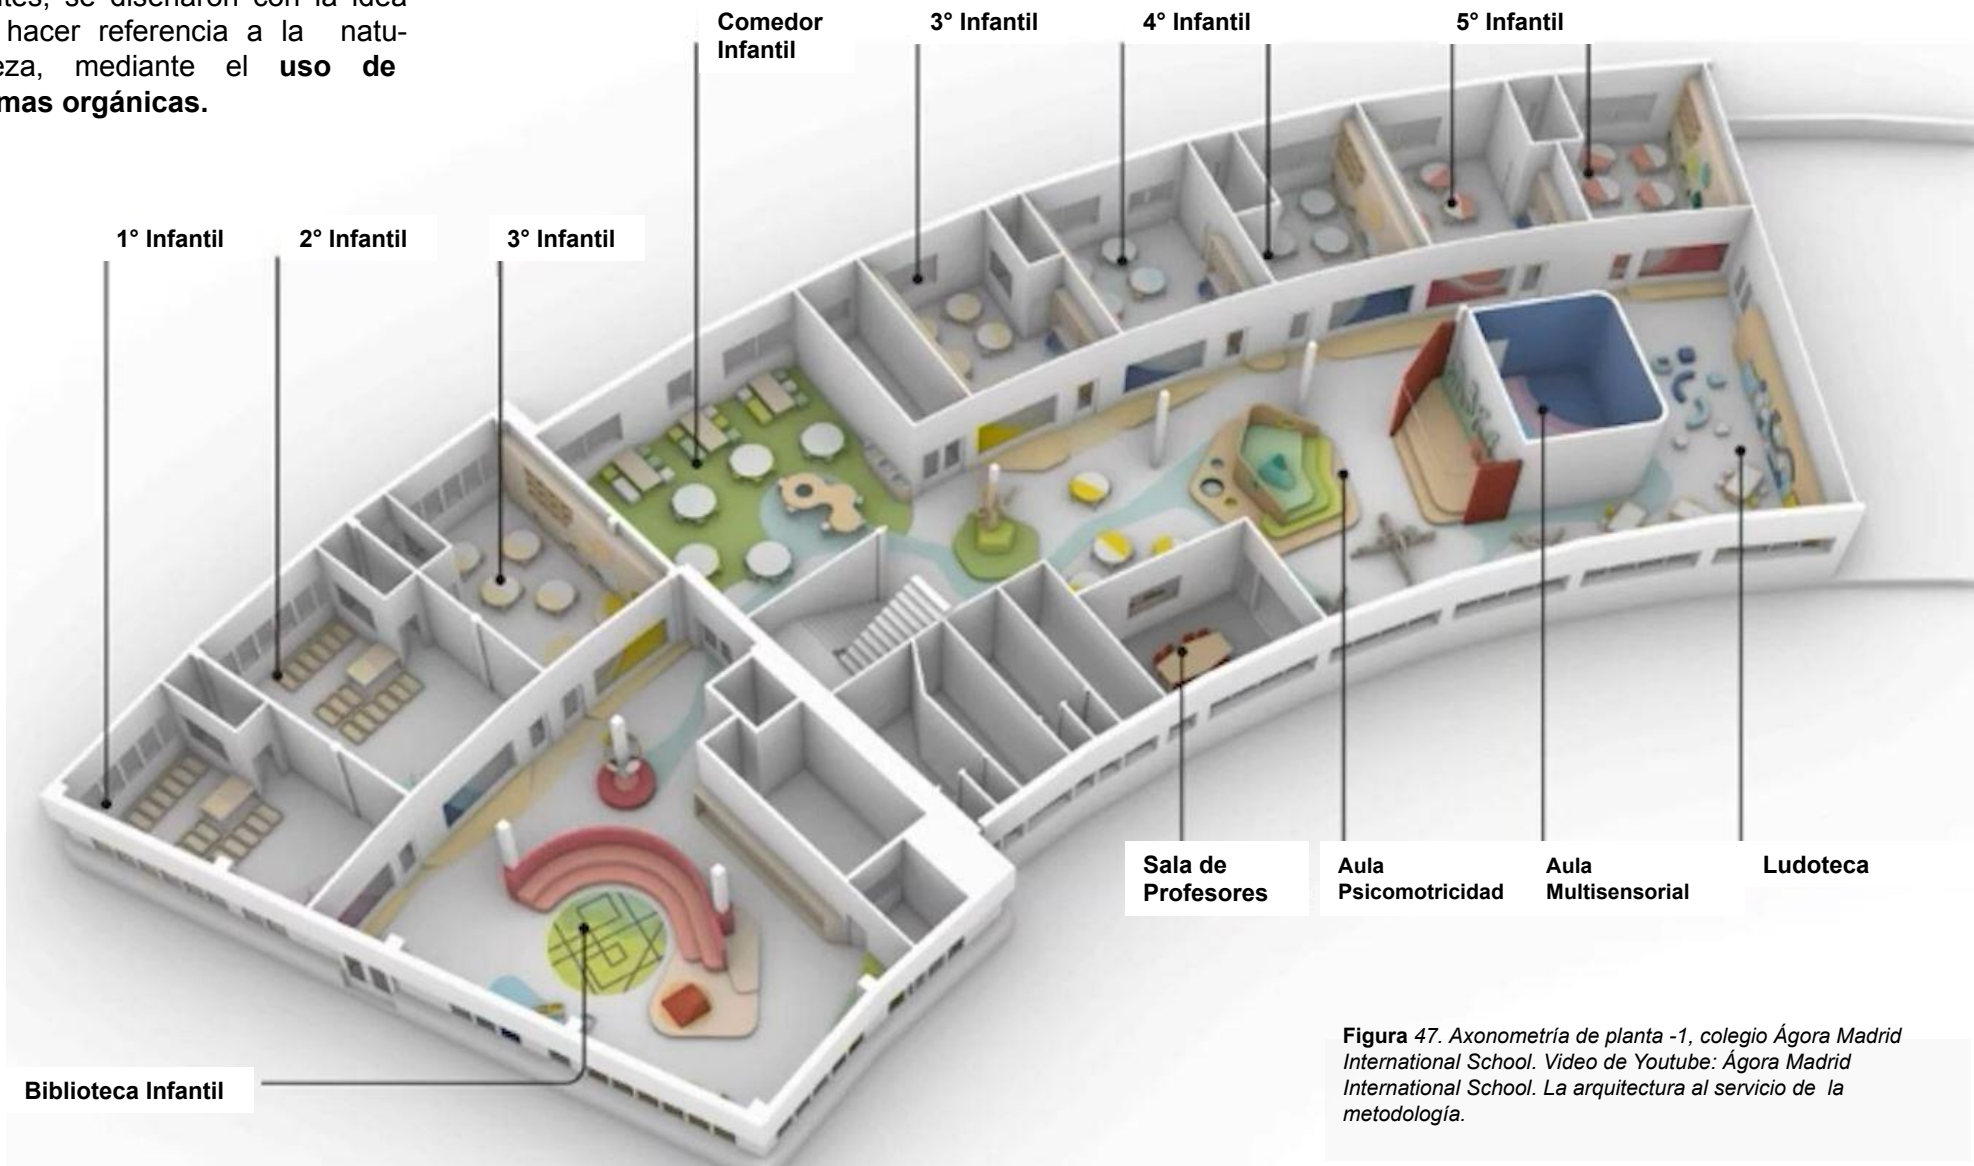 se diseñaron con la idea
hacer referencia a la natu-
mediante el uso de
orgánicas.
Comedor
Infantil
3° Infantil
4° Infantil
5° Infantil
1° Infantil
2° Infantil
3° Infantil
Sala de
Profesores
Aula
Psicomotricidad
Aula
Multisensorial
Ludoteca
Biblioteca Infantil
Figura 47. Axonometría de planta -1, colegio Ágora Madrid
International School. Video de Youtube: Ágora Madrid
International School. La arquitectura al servicio de la
metodología.